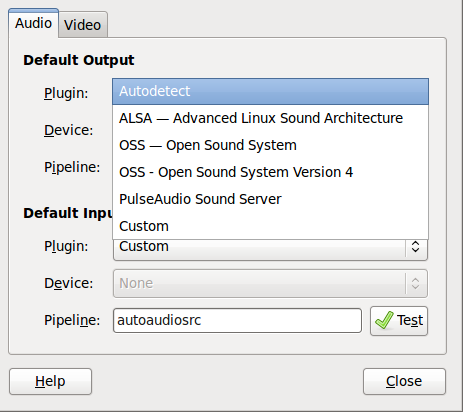 Audio Video
Default Output
Plugin: Autodetect
ALSA — Advanced Linux Sound Architecture
Device:
OSS — Open Sound System
Pipeline: OSS - Open Sound System Version 4
PulseAudio Sound Server
Default Inpu
Custom
Plugin: Custom
Device: None
Pipeline: autoaudiosrc Test
Help Close